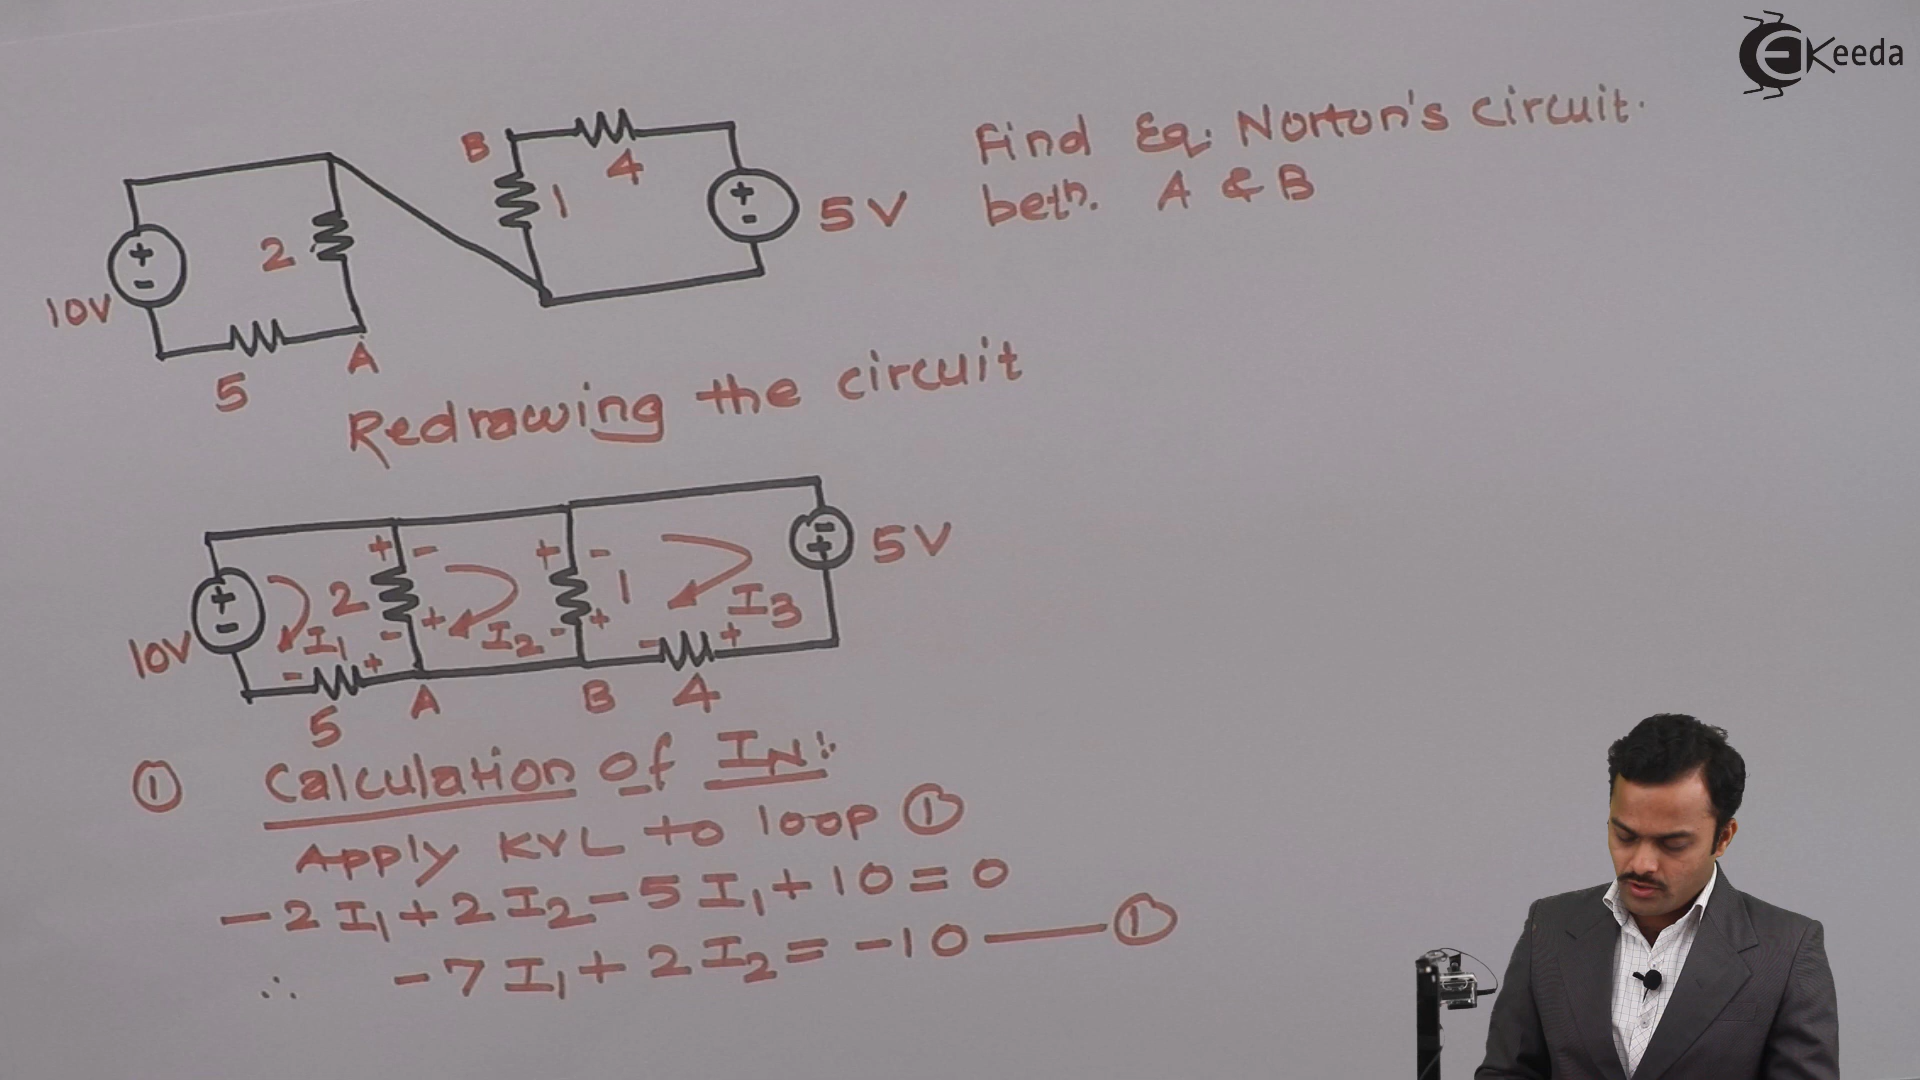 eKeeda
Find Eq. Norton's circuit.
betn. A & B
B
4
1
+
-
5V
+
-
10V
2
5
A
Redrawing the circuit
+
-
10V
I1
2
+
-
-
+
-
+
5
A
I2
+
-
-
+
1
B
I3
-
+
4
-
+
5V
① Calculation of IN:
Apply KVL to loop ①
-2I1+2I2-5I1+10=0
∴ -7I1+2I2=-10 — ①